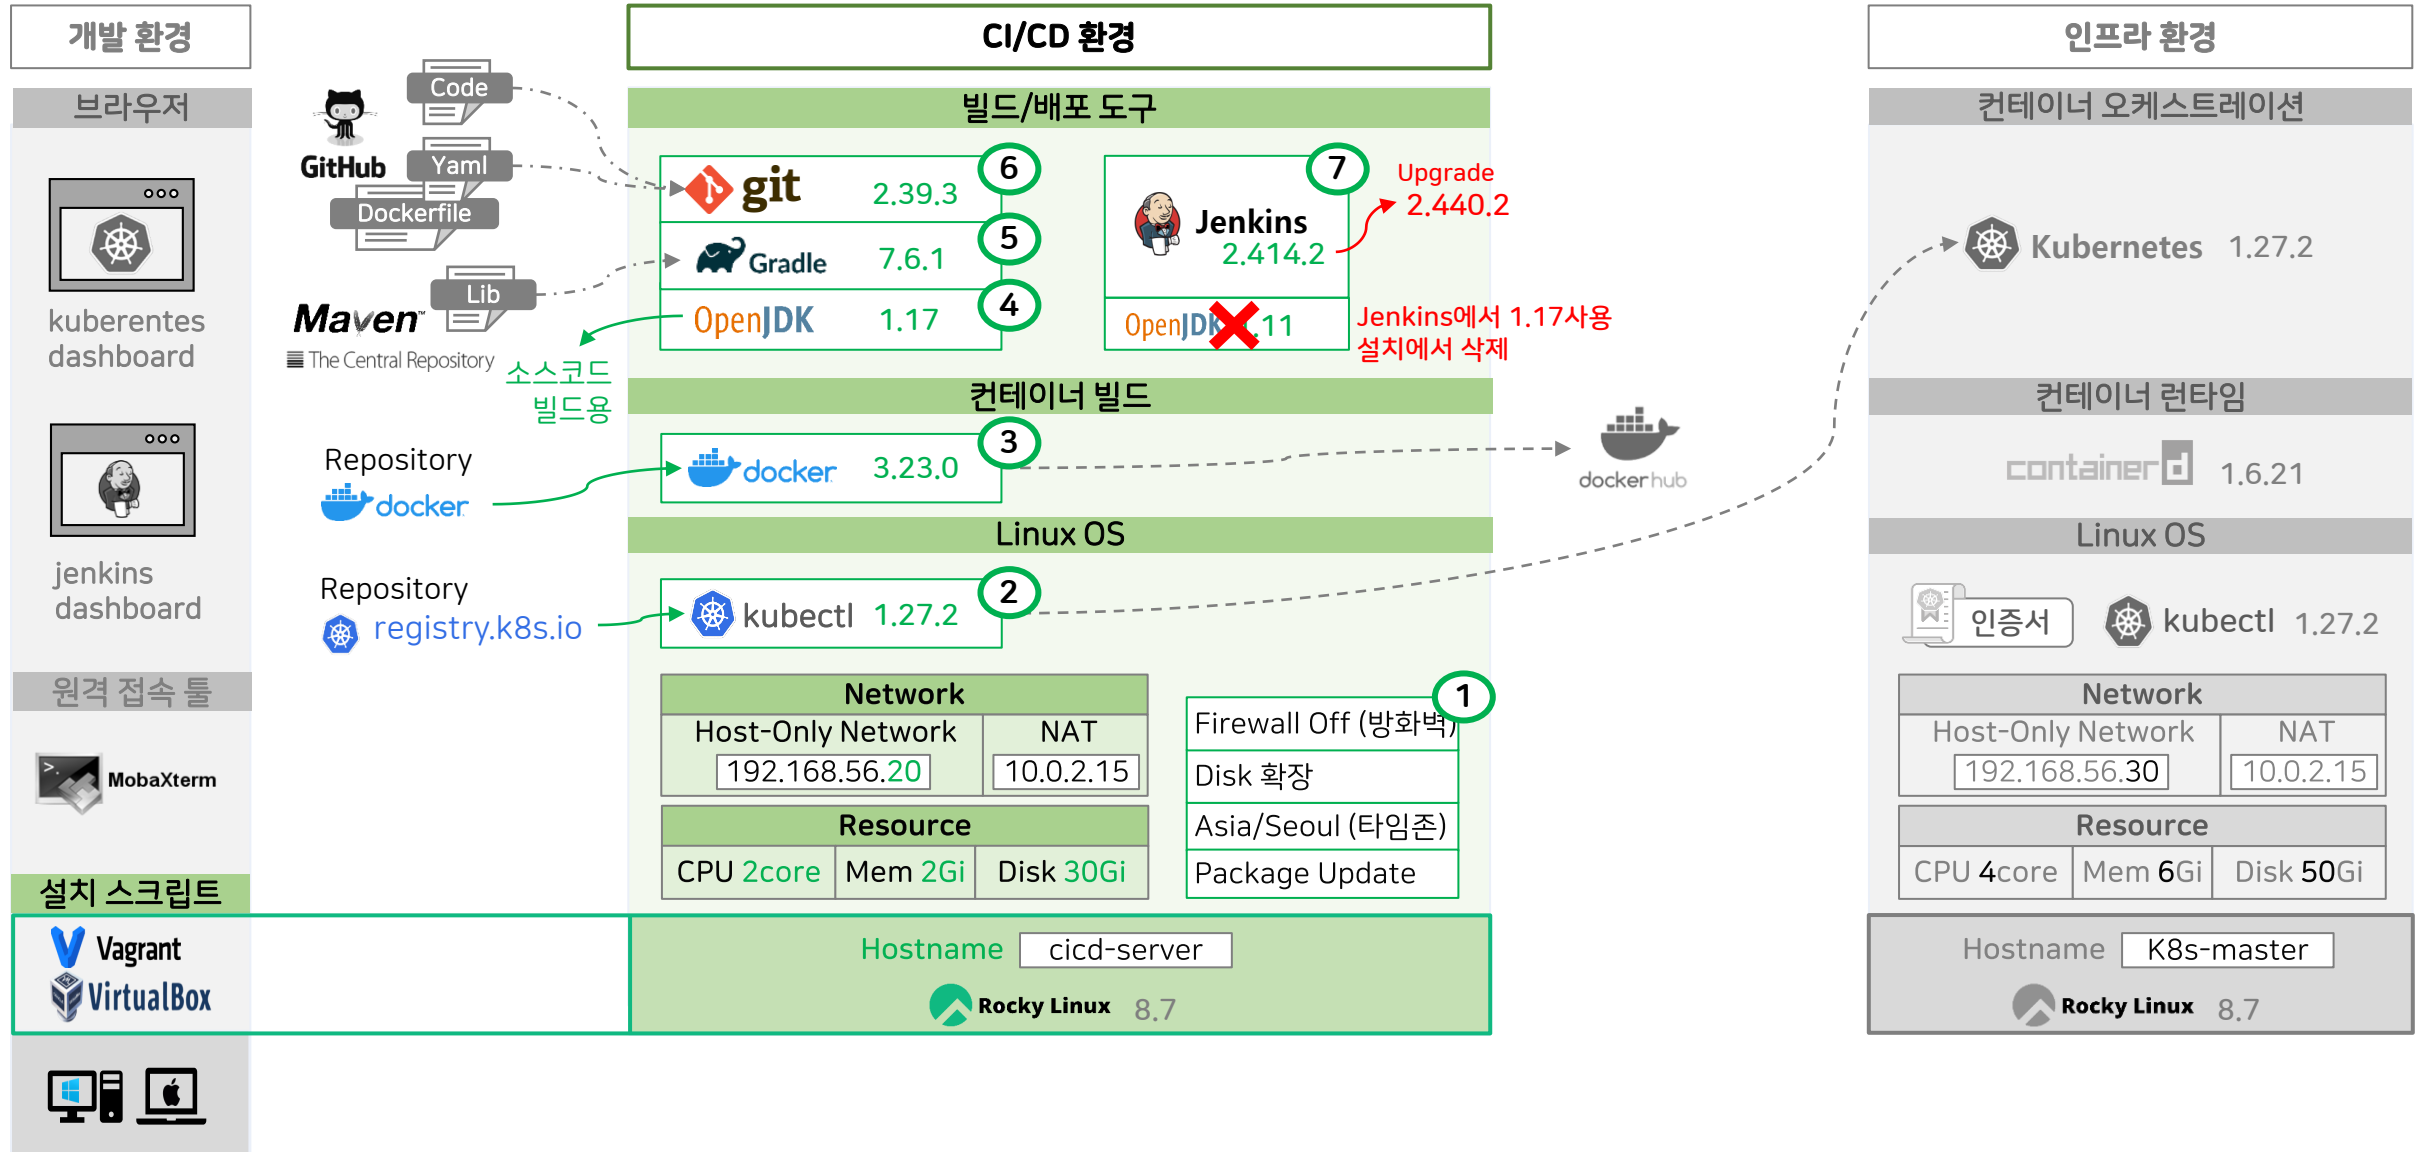 개발 환경
브라우저
kuberentes
dashboard
jenkins
dashboard
원격 접속 툴
MobaXterm
설치 스크립트
Vagrant
VirtualBox
GitHub
Code
Yaml
Dockerfile
Lib
Maven™
The Central Repository
소스코드
빌드용
Repository
docker
Repository
registry.k8s.io
CI/CD 환경
빌드/배포 도구
git 2.39.3
6
Gradle 7.6.1
5
OpenJDK 1.17
4
7
Jenkins
2.414.2
Upgrade
2.440.2
OpenJDK .11
Jenkins에서 1.17사용
설치에서 삭제
컨테이너 빌드
docker 3.23.0
3
dockerhub
Linux OS
kubectl 1.27.2
2
Network
Host-Only Network NAT
192.168.56.20 10.0.2.15
Resource
CPU 2core Mem 2Gi Disk 30Gi
1
Firewall Off (방화벽)
Disk 확장
Asia/Seoul (타임존)
Package Update
Hostname cicd-server
Rocky Linux 8.7
인프라 환경
컨테이너 오케스트레이션
Kubernetes 1.27.2
컨테이너 런타임
containerd 1.6.21
Linux OS
인증서 kubectl 1.27.2
Network
Host-Only Network NAT
192.168.56.30 10.0.2.15
Resource
CPU 4core Mem 6Gi Disk 50Gi
Hostname K8s-master
Rocky Linux 8.7